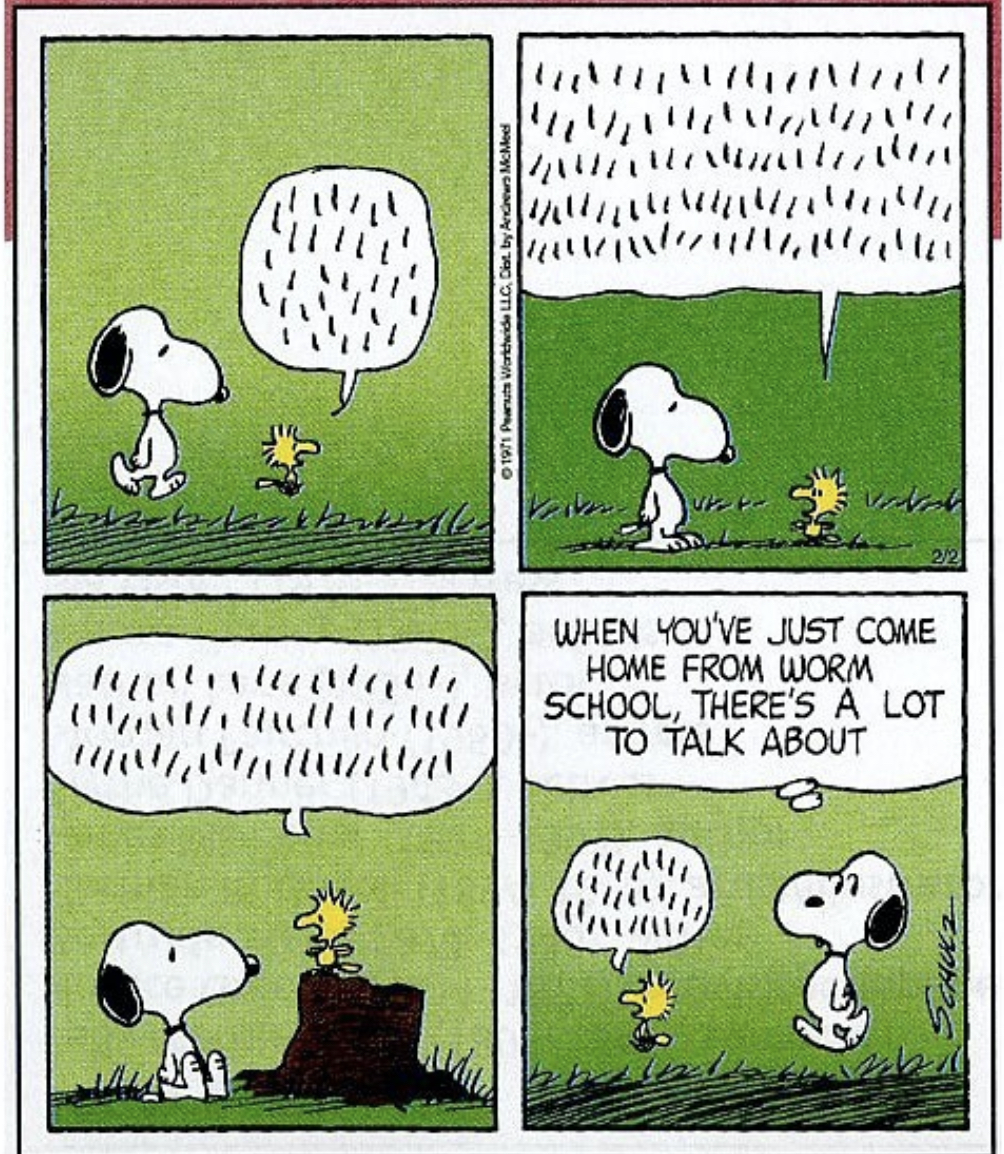 © 1971 Peanuts Worldwide LLC, Dist. by Andrews McMeel
2/2
WHEN YOU'VE JUST COME
HOME FROM WORM
SCHOOL, THERE'S A LOT
TO TALK ABOUT
SCHULZ